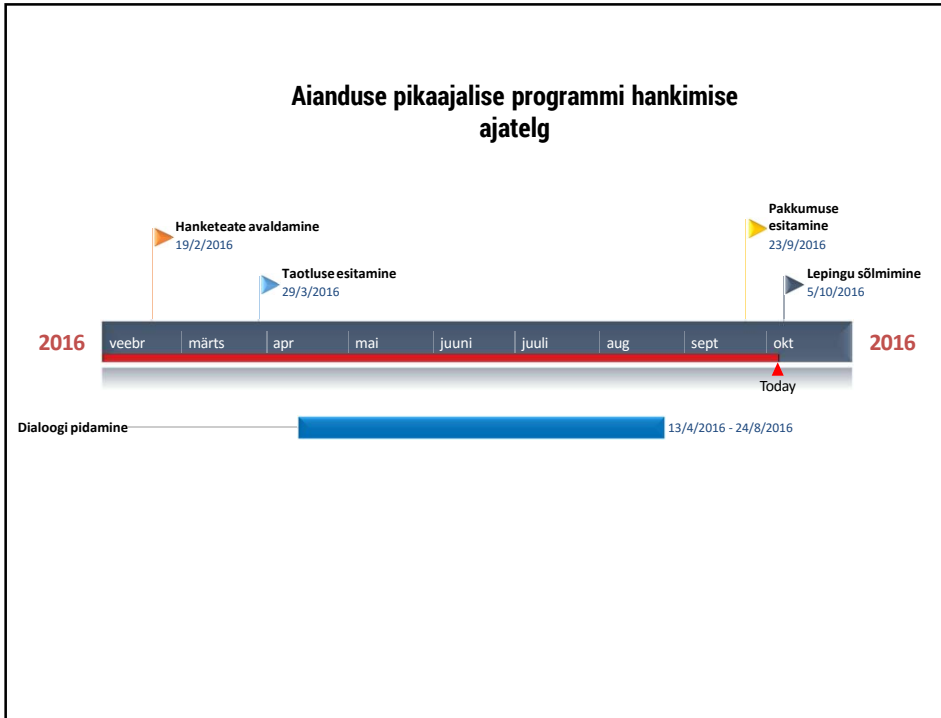 Aianduse pikaajalise programmi hankimise
ajatelg
Hanketeate avaldamine
19/2/2016
Taotluse esitamine
29/3/2016
Pakkumuse
esitamine
23/9/2016
Lepingu sõlmimine
5/10/2016
2016 veebr märts apr mai juuni juuli aug sept okt 2016
Today
Dialoogi pidamine 13/4/2016 - 24/8/2016